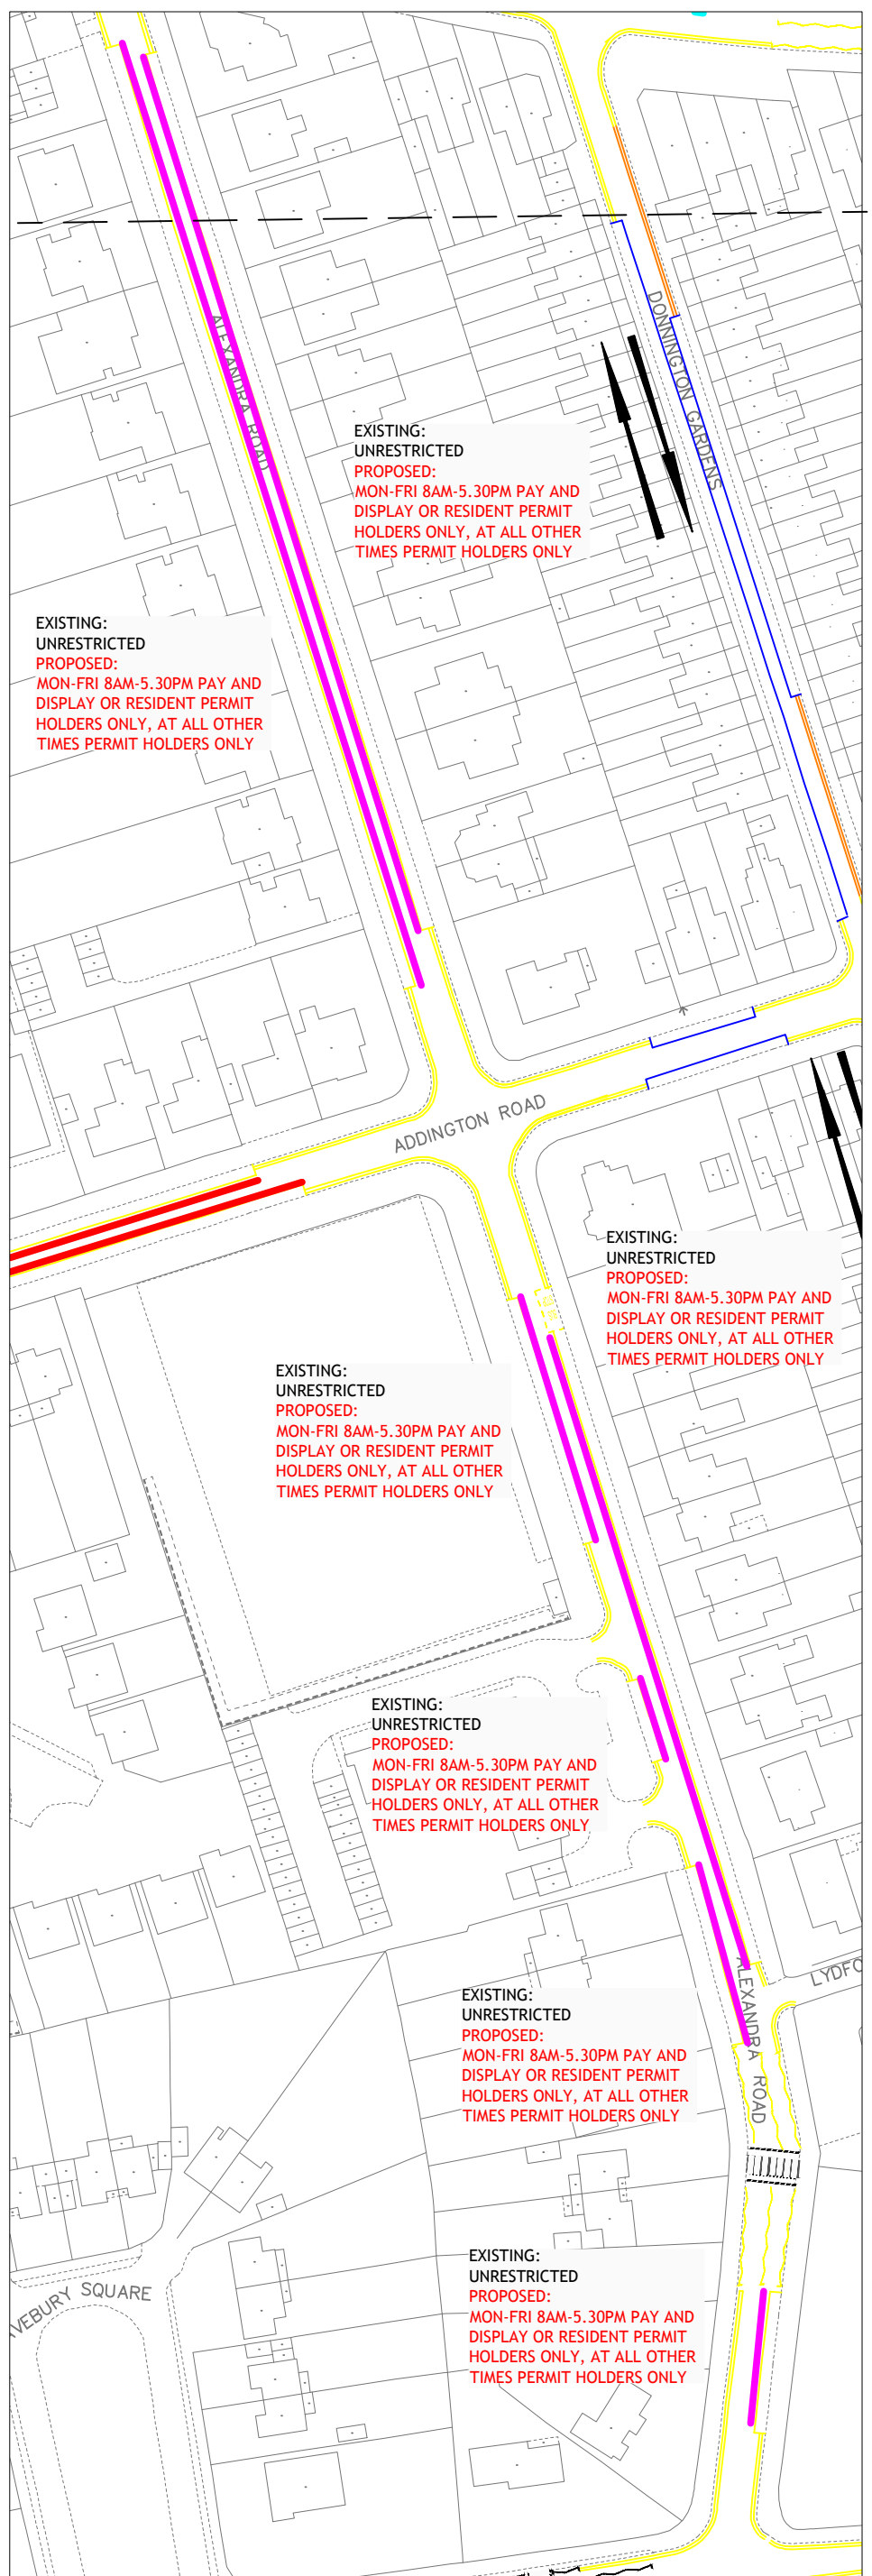 DONNINGTON GARDENS
ALEXANDRA ROAD
EXISTING:
UNRESTRICTED
PROPOSED:
MON-FRI 8AM-5.30PM PAY AND
DISPLAY OR RESIDENT PERMIT
HOLDERS ONLY, AT ALL OTHER
TIMES PERMIT HOLDERS ONLY
EXISTING:
UNRESTRICTED
PROPOSED:
MON-FRI 8AM-5.30PM PAY AND
DISPLAY OR RESIDENT PERMIT
HOLDERS ONLY, AT ALL OTHER
TIMES PERMIT HOLDERS ONLY
ADDINGTON ROAD
EXISTING:
UNRESTRICTED
PROPOSED:
MON-FRI 8AM-5.30PM PAY AND
DISPLAY OR RESIDENT PERMIT
HOLDERS ONLY, AT ALL OTHER
TIMES PERMIT HOLDERS ONLY
EXISTING:
UNRESTRICTED
PROPOSED:
MON-FRI 8AM-5.30PM PAY AND
DISPLAY OR RESIDENT PERMIT
HOLDERS ONLY, AT ALL OTHER
TIMES PERMIT HOLDERS ONLY
EXISTING:
UNRESTRICTED
PROPOSED:
MON-FRI 8AM-5.30PM PAY AND
DISPLAY OR RESIDENT PERMIT
HOLDERS ONLY, AT ALL OTHER
TIMES PERMIT HOLDERS ONLY
LYDFO
ALEXANDRA ROAD
EXISTING:
UNRESTRICTED
PROPOSED:
MON-FRI 8AM-5.30PM PAY AND
DISPLAY OR RESIDENT PERMIT
HOLDERS ONLY, AT ALL OTHER
TIMES PERMIT HOLDERS ONLY
EXISTING:
UNRESTRICTED
PROPOSED:
MON-FRI 8AM-5.30PM PAY AND
DISPLAY OR RESIDENT PERMIT
HOLDERS ONLY, AT ALL OTHER
TIMES PERMIT HOLDERS ONLY
VEBURY SQUARE